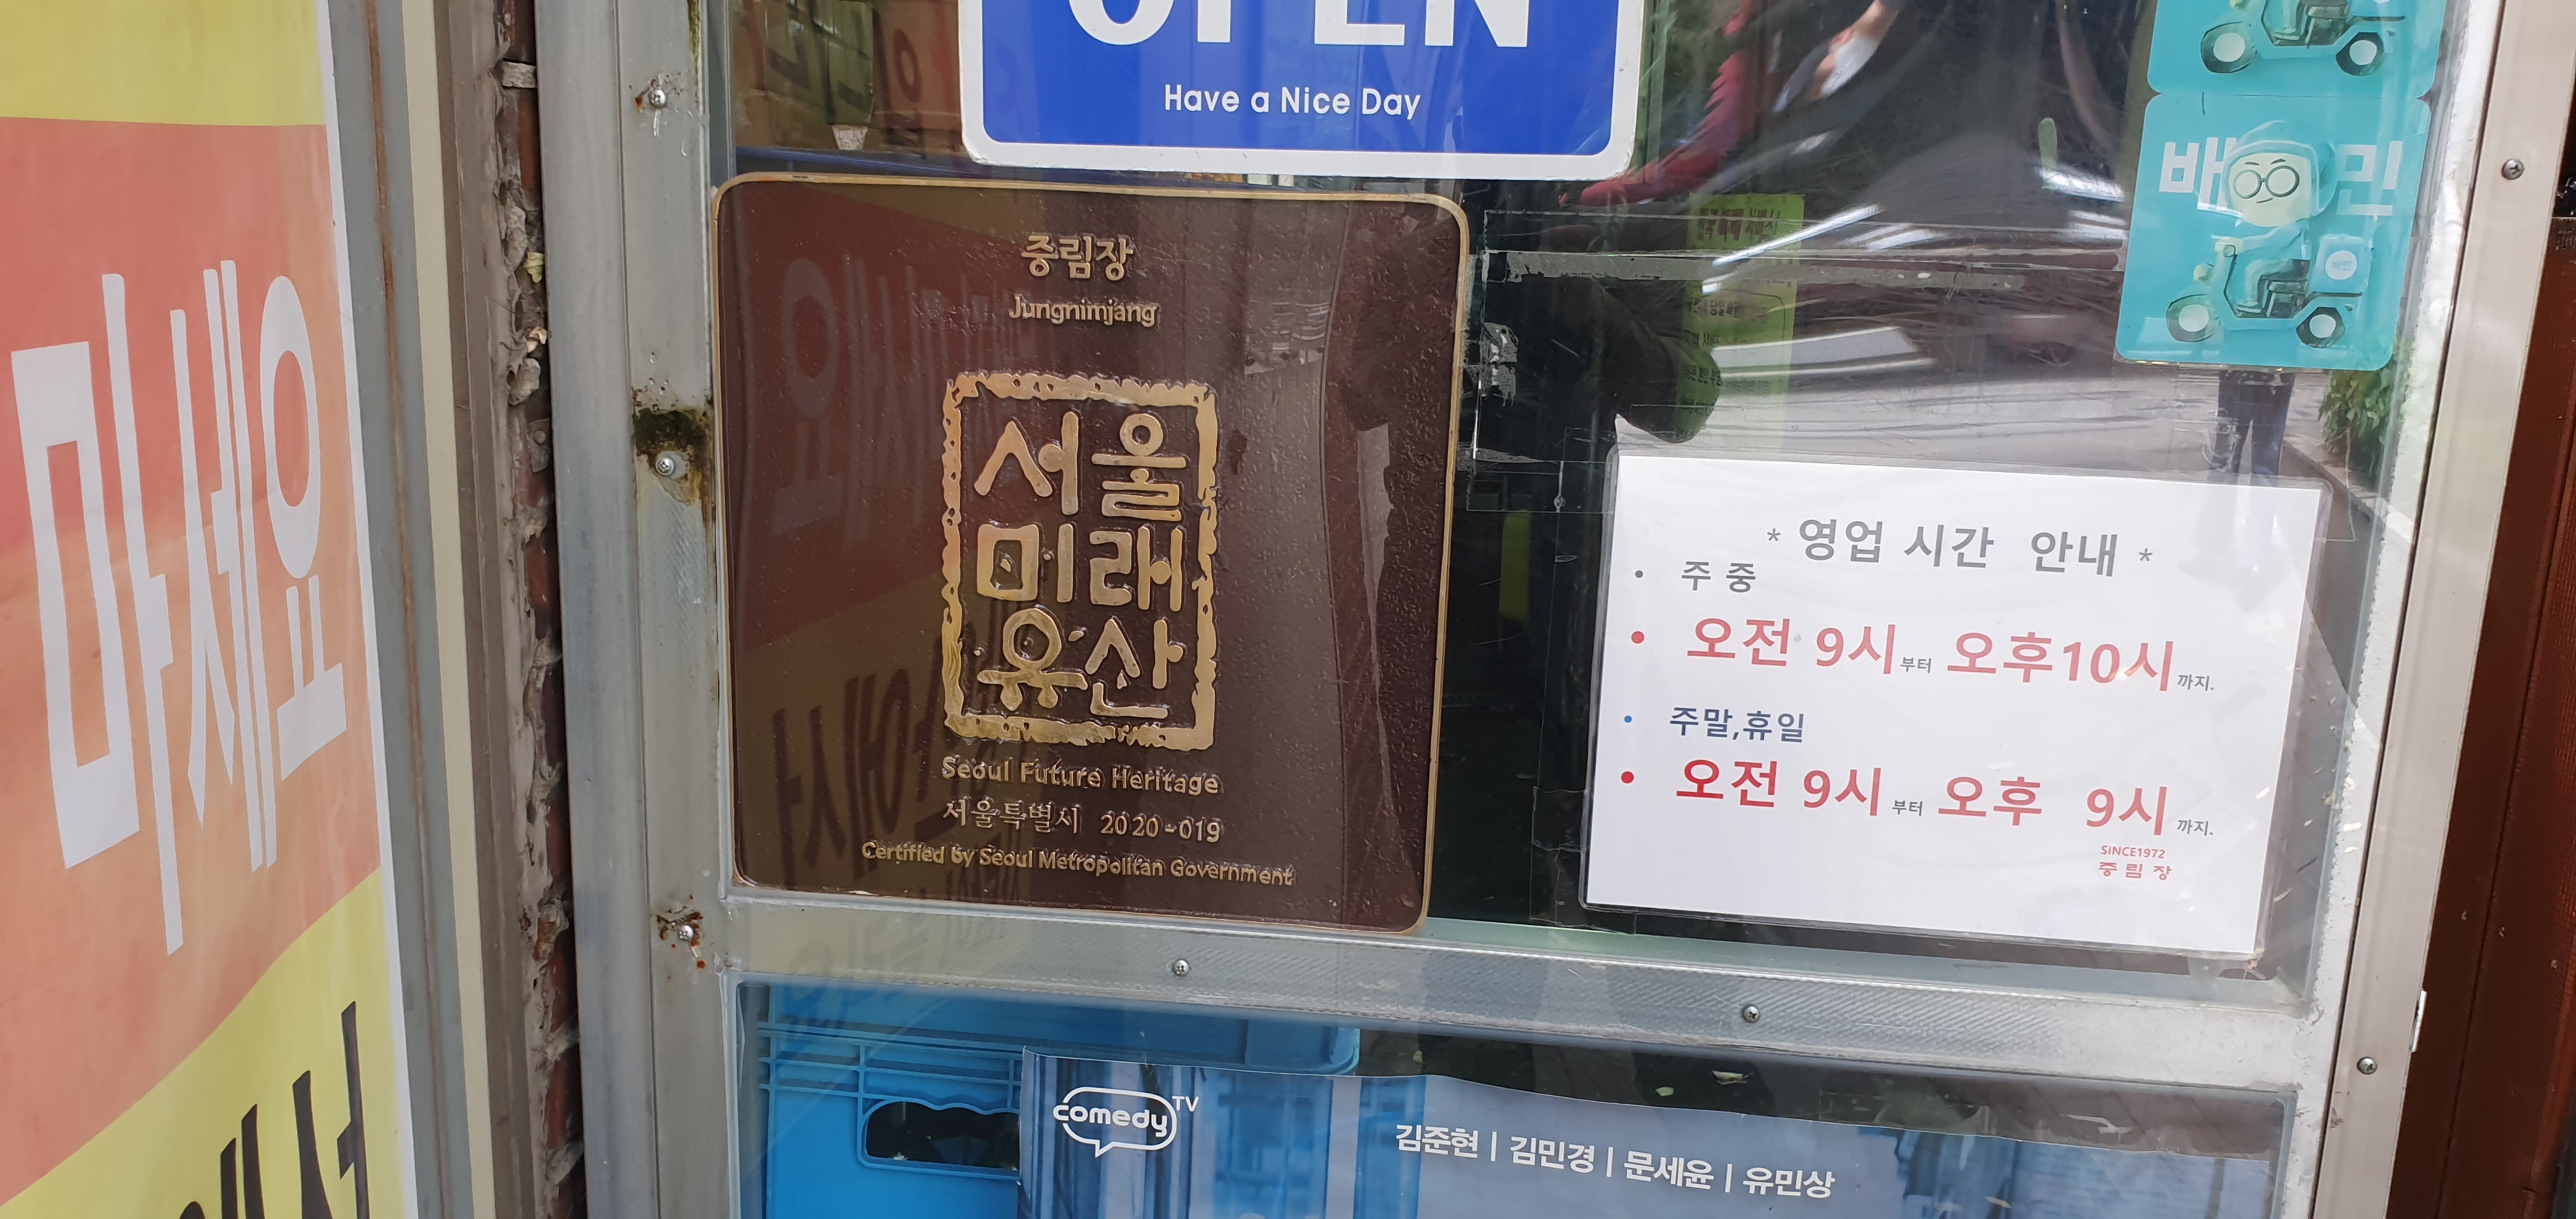 마세요
OPEN
Have a Nice Day
중림장
Jungnimjang
서울
미래
유산
Seoul Future Heritage
서울특별시 2020-019
Certified by Seoul Metropolitan Government
배민
* 영업 시간 안내 *
• 주 중
• 오전 9시부터 오후10시까지.
• 주말,휴일
• 오전 9시부터 오후 9시까지.
SINCE1972
중림장
comedy TV
김준현 | 김민경 | 문세윤 | 유민상